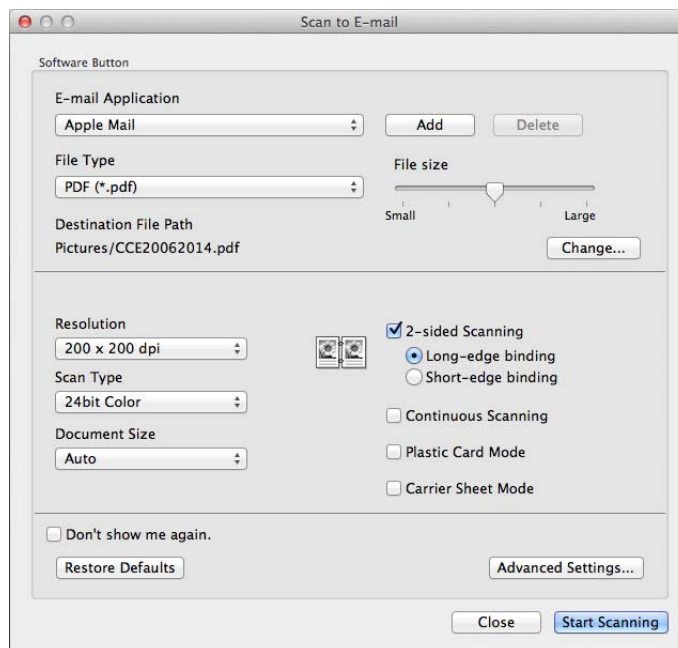 Scan to E-mail
Software Button
E-mail Application
Apple Mail
Add
Delete
File Type
PDF (*.pdf)
File size
Small
Large
Destination File Path
Pictures/CCE20062014.pdf
Change...
Resolution
200 x 200 dpi
Scan Type
24bit Color
Document Size
Auto
2-sided Scanning
Long-edge binding
Short-edge binding
Continuous Scanning
Plastic Card Mode
Carrier Sheet Mode
Don't show me again.
Restore Defaults
Advanced Settings...
Close
Start Scanning